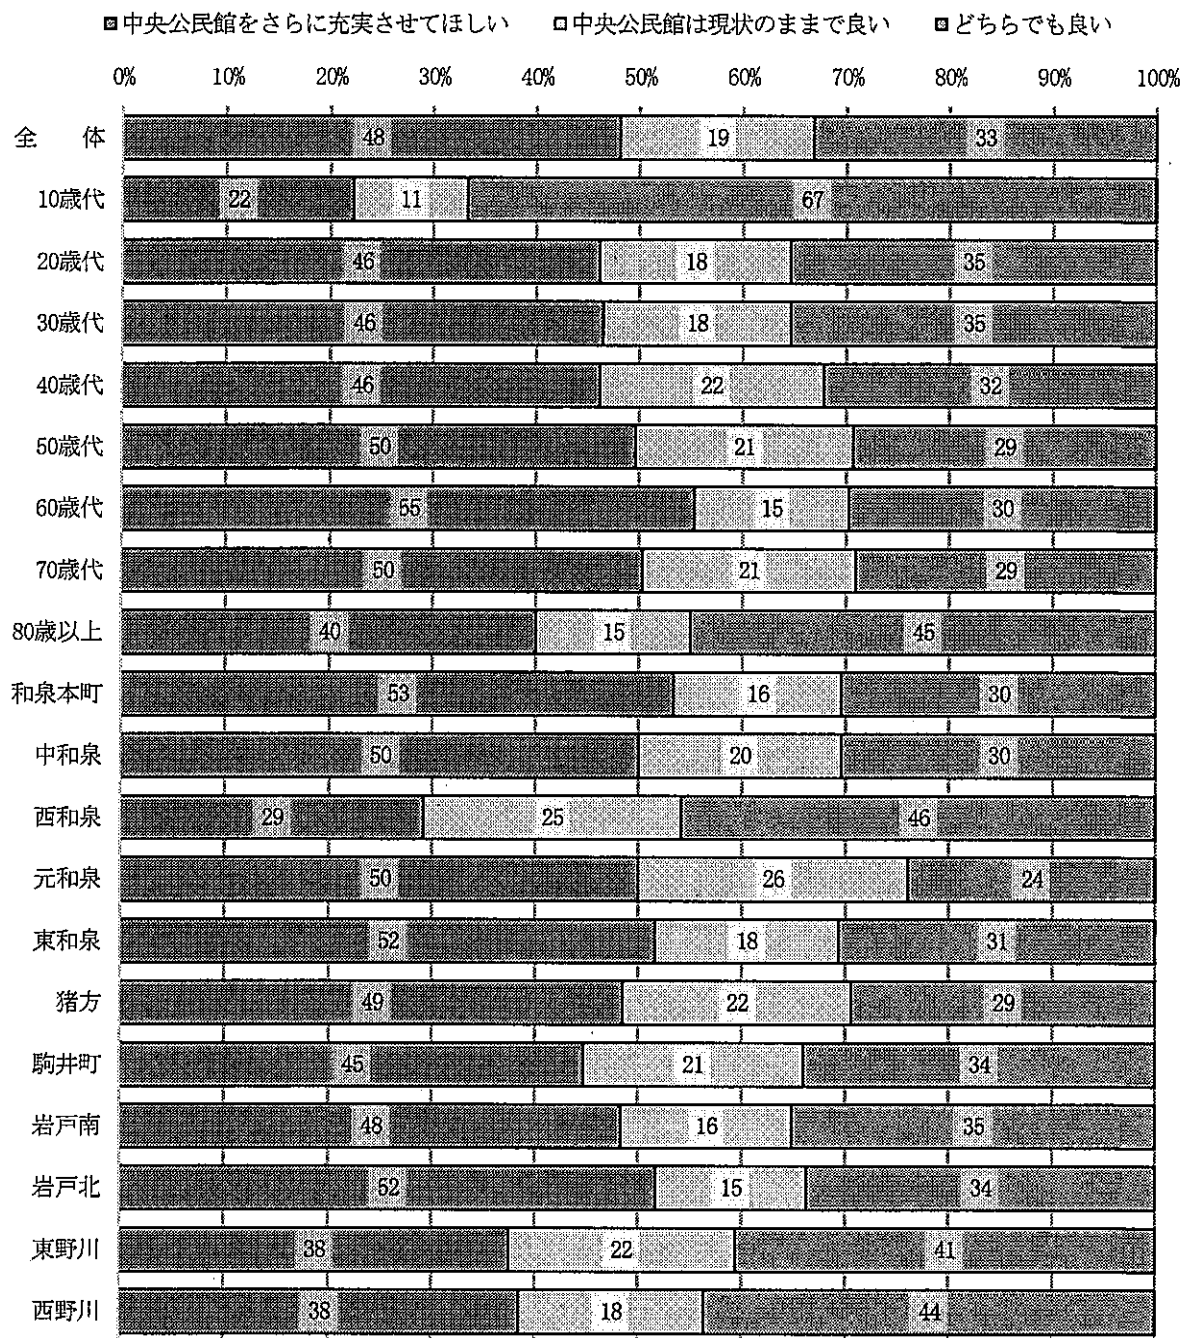 中央公民館をさらに充実させてほしい 中央公民館は現状のままで良い どちらでも良い
0% 10% 20% 30% 40% 50% 60% 70% 80% 90% 100%
全 体 48 19 33
10歳代 22 11 67
20歳代 46 18 35
30歳代 46 18 35
40歳代 46 22 32
50歳代 50 21 29
60歳代 55 15 30
70歳代 50 21 29
80歳以上 40 15 45
和泉本町 53 16 30
中和泉 50 20 30
西和泉 29 25 46
元和泉 50 26 24
東和泉 52 18 31
猪方 49 22 29
駒井町 45 21 34
岩戸南 48 16 35
岩戸北 52 15 34
東野川 38 22 41
西野川 38 18 44